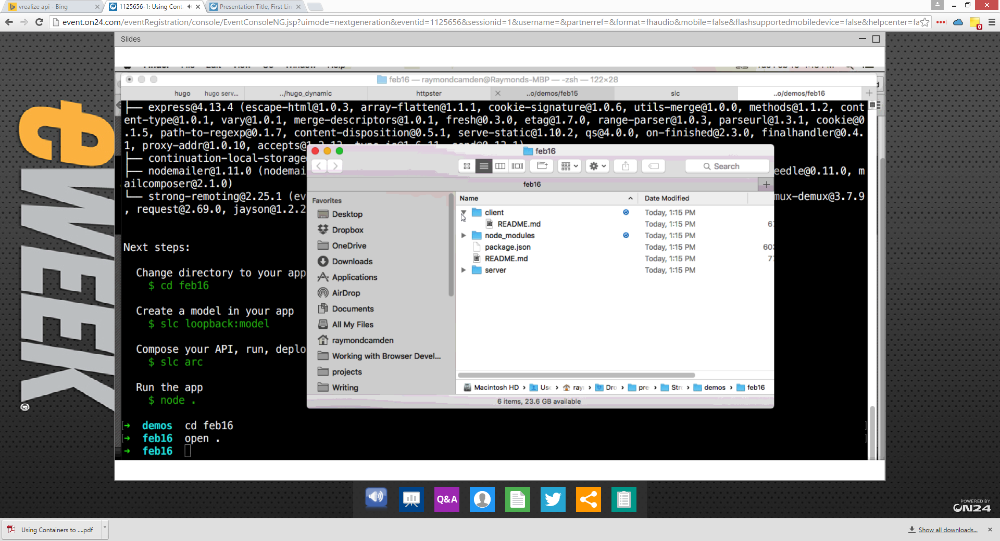 vrealize api - Bing
1125656-1: Using Cont
Presentation Title, First Lin
event.on24.com/eventRegistration/console/EventConsoleNG.jsp?uimode=nextgeneration&eventid=1125656&sessionid=1&username=&partnerref=&format=fhaudio&mobile=false&flashsupportedmobiledevice=false&helpcenter=fa
Slides
feb16 — raymondcamden@Raymonds-MBP — -zsh — 122×28
hugo hugo serv... ../hugo_dynamic httpster ..o/demos/feb15 slc ..o/demos/feb16
├── express@4.13.4 (escape-html@1.0.3, array-flatten@1.1.1, cookie-signature@1.0.6, utils-merge@1.0.0, methods@1.1.2, cont
ent-type@1.0.1, vary@1.0.1, merge-descriptors@1.0.1, fresh@0.3.0, etag@1.7.0, range-parser@1.0.3, parseurl@1.3.1, cookie@0
.1.5, path-to-regexp@0.1.7, content-disposition@0.5.1, serve-static@1.10.2, qs@4.0.0, on-finished@2.3.0, finalhandler@0.4.
1, proxy-addr@1.0.10, accepts@
├── continuation-local-storage
├── nodemailer@1.11.0 (nodemai eedle@0.11.0, m
ailcomposer@2.1.0)
└── strong-remoting@2.25.1 (ev mux-demux@3.7.9
, request@2.69.0, jayson@1.2.2
Next steps:
Change directory to your app
$ cd feb16
Create a model in your app
$ slc loopback:model
Compose your API, run, deplo
$ slc arc
Run the app
$ node .
→ demos cd feb16
→ feb16 open .
→ feb16
feb16
Search
feb16
Favorites
Desktop
Dropbox
OneDrive
Downloads
Applications
AirDrop
Documents
All My Files
raymondcamden
Working with Browser Devel...
projects
Writing
Name Date Modified
client Today, 1:15 PM
README.md Today, 1:15 PM 67
node_modules Today, 1:15 PM
package.json Today, 1:15 PM 603
README.md Today, 1:15 PM 77
server Today, 1:15 PM
Macintosh HD › Use › ray › Dro › pre › Str › demos › feb16
6 items, 23.6 GB available
eWEEK
Q&A
POWERED BY
ON24
Using Containers to ....pdf
Show all downloads...